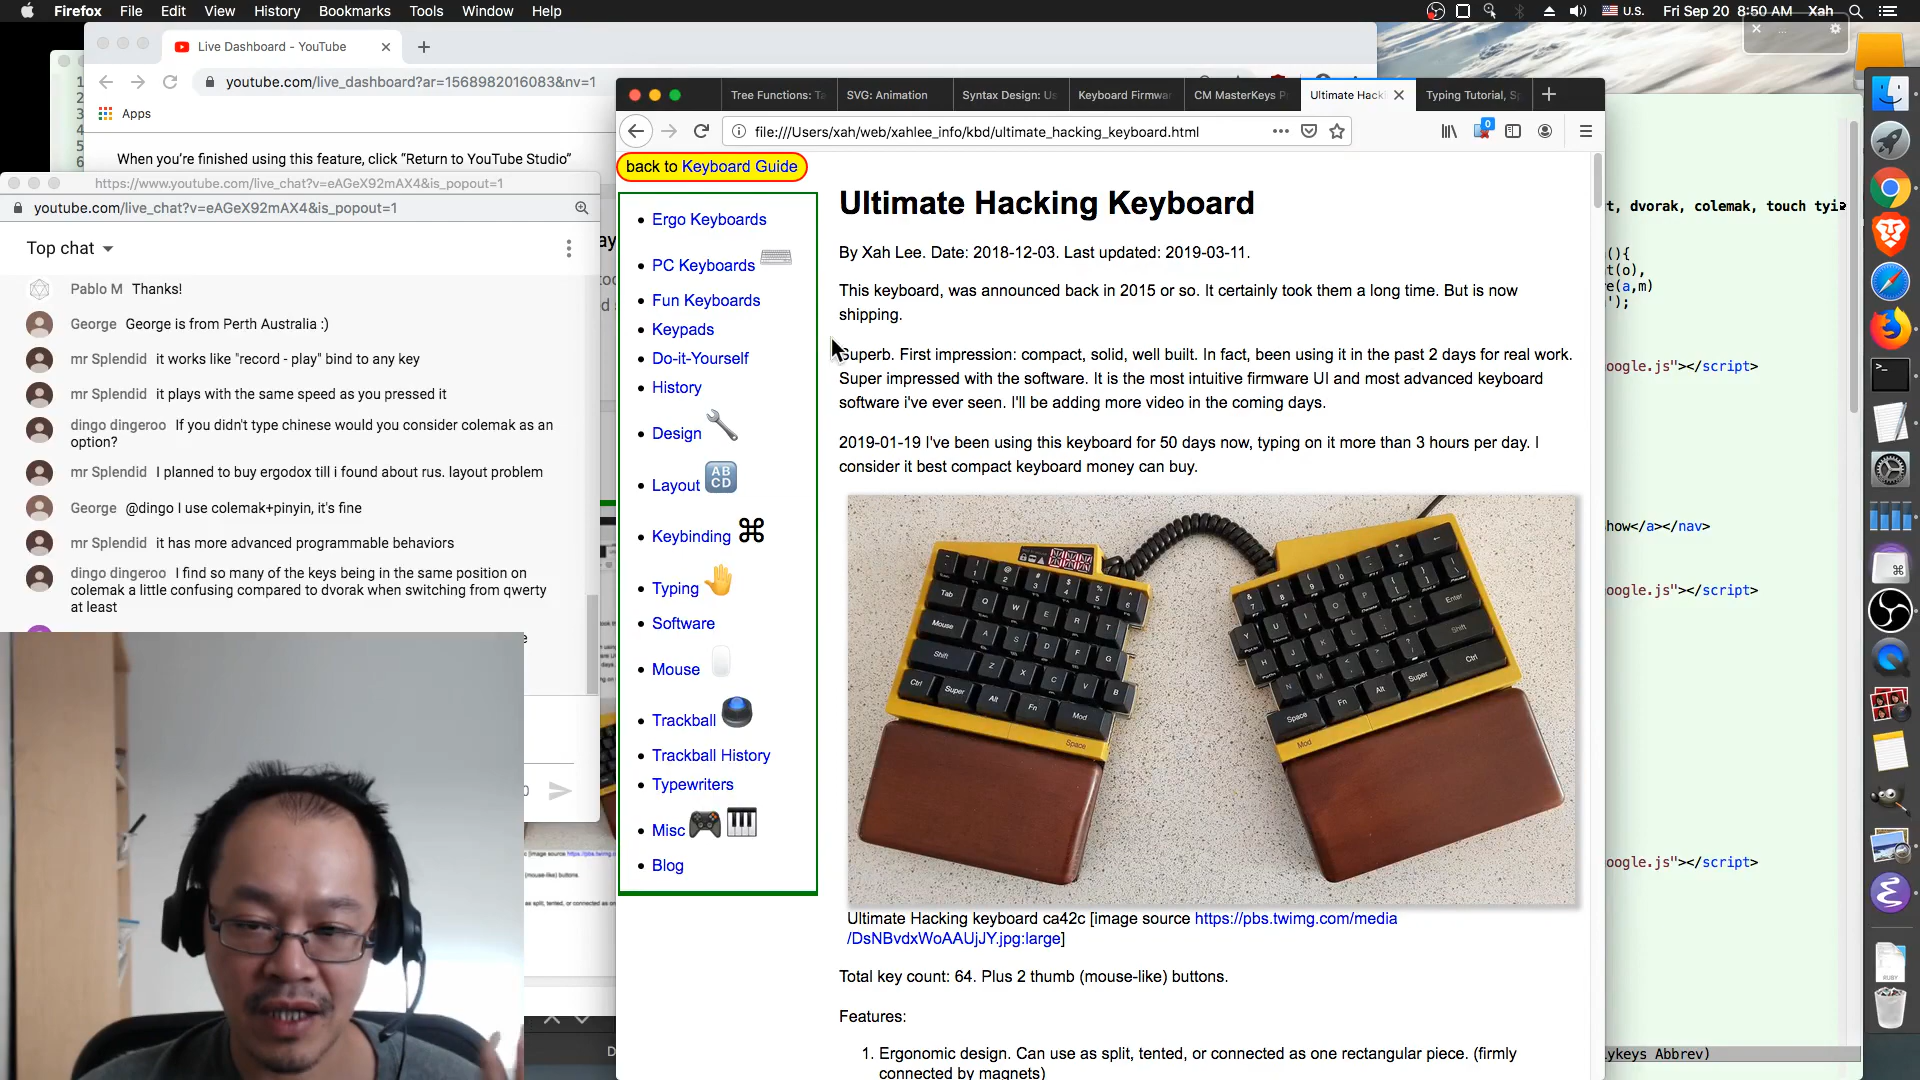 Firefox File Edit View History Bookmarks Tools Window Help
U.S. Fri Sep 20 8:50 AM Xah
Live Dashboard - YouTube
youtube.com/live_dashboard?ar=1568982016083&nv=1
Apps
When you're finished using this feature, click “Return to YouTube Studio”
https://www.youtube.com/live_chat?v=eAGeX92mAX4&is_popout=1
youtube.com/live_chat?v=eAGeX92mAX4&is_popout=1
Top chat
Pablo M Thanks!
George George is from Perth Australia :)
mr Splendid it works like "record - play" bind to any key
mr Splendid it plays with the same speed as you pressed it
dingo dingeroo If you didn't type chinese would you consider colemak as an
option?
mr Splendid I planned to buy ergodox till i found about rus. layout problem
George @dingo I use colemak+pinyin, it's fine
mr Splendid it has more advanced programmable behaviors
dingo dingeroo I find so many of the keys being in the same position on
colemak a little confusing compared to dvorak when switching from qwerty
at least
Tree Functions: Ta
SVG: Animation
Syntax Design: Us
Keyboard Firmwar
CM MasterKeys P
Ultimate Hack
Typing Tutorial, Sp
file:///Users/xah/web/xahlee_info/kbd/ultimate_hacking_keyboard.html
back to Keyboard Guide
Ergo Keyboards
PC Keyboards
Fun Keyboards
Keypads
Do-it-Yourself
History
Design
Layout
Keybinding ⌘
Typing
Software
Mouse
Trackball
Trackball History
Typewriters
Misc
Blog
Ultimate Hacking Keyboard
By Xah Lee. Date: 2018-12-03. Last updated: 2019-03-11.
This keyboard, was announced back in 2015 or so. It certainly took them a long time. But is now
shipping.
Superb. First impression: compact, solid, well built. In fact, been using it in the past 2 days for real work.
Super impressed with the software. It is the most intuitive firmware UI and most advanced keyboard
software i've ever seen. I'll be adding more video in the coming days.
2019-01-19 I've been using this keyboard for 50 days now, typing on it more than 3 hours per day. I
consider it best compact keyboard money can buy.
Tab Q W E R T
Mouse A S D F G
Shift Z X C V B
Ctrl Super Alt Fn Mod
Space
Y U I O P
H J K L Enter
N M Shift
Space Fn Alt Super Ctrl
Mod
Ultimate Hacking keyboard ca42c [image source https://pbs.twimg.com/media
/DsNBvdxWoAAUjJY.jpg:large]
Total key count: 64. Plus 2 thumb (mouse-like) buttons.
Features:
1. Ergonomic design. Can use as split, tented, or connected as one rectangular piece. (firmly
connected by magnets)
t, dvorak, colemak, touch tyi
(){
t(o),
e(a,m)
');
oogle.js"></script>
how</a></nav>
oogle.js"></script>
oogle.js"></script>
ykeys Abbrev)